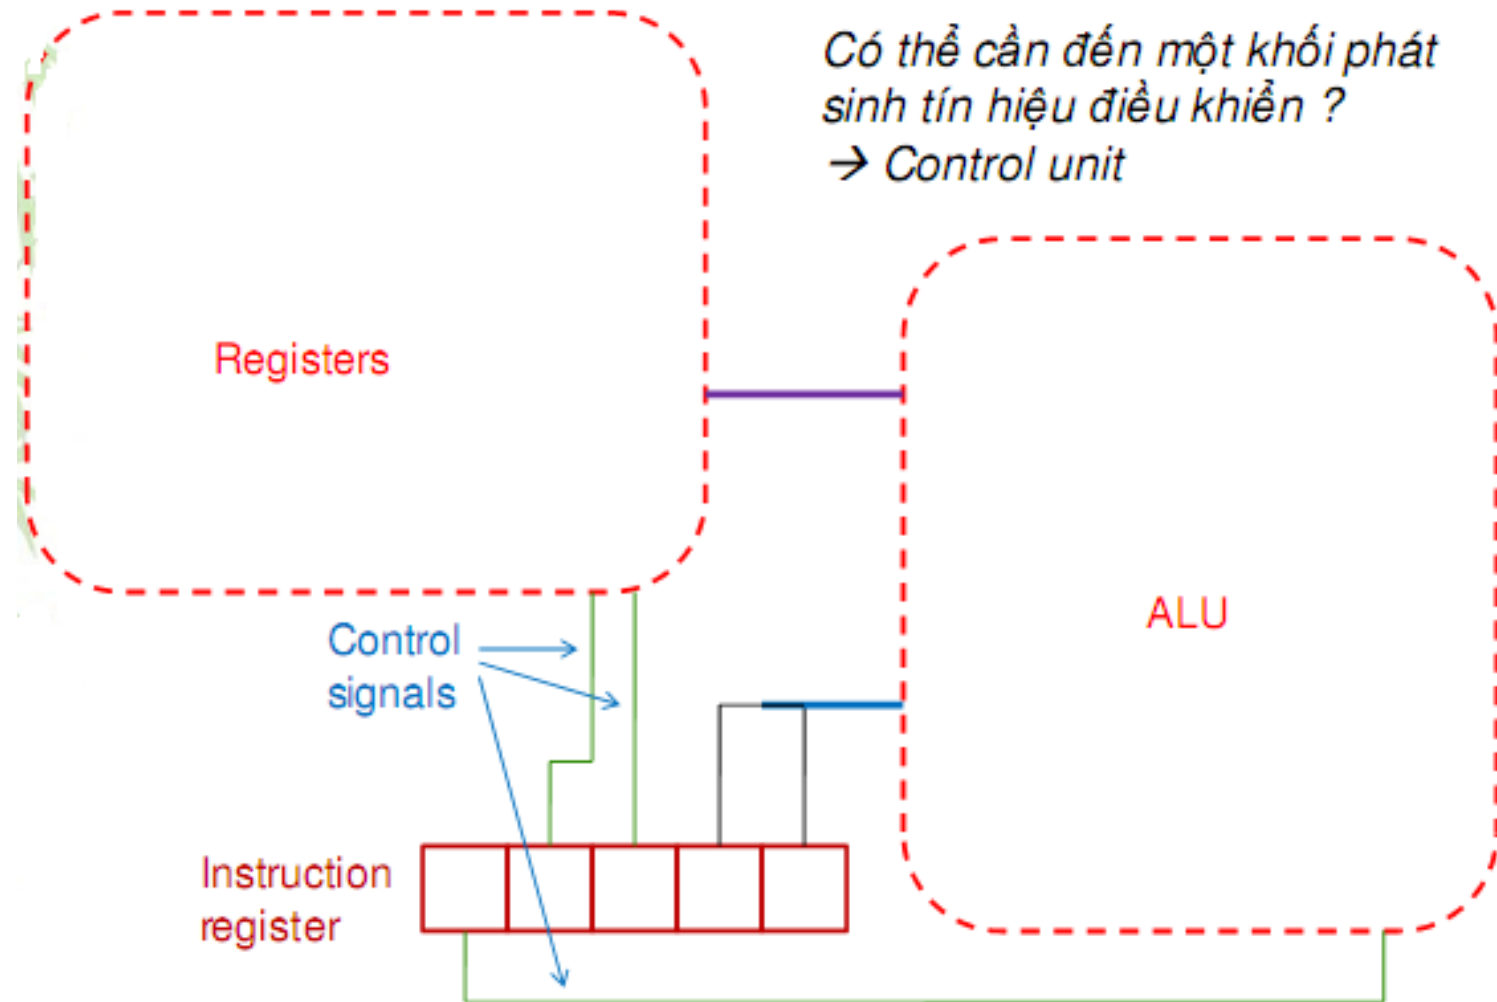 Có thể cần đến một khối phát
sinh tín hiệu điều khiển ?
→ Control unit
Registers
ALU
Control
signals
Instruction
register